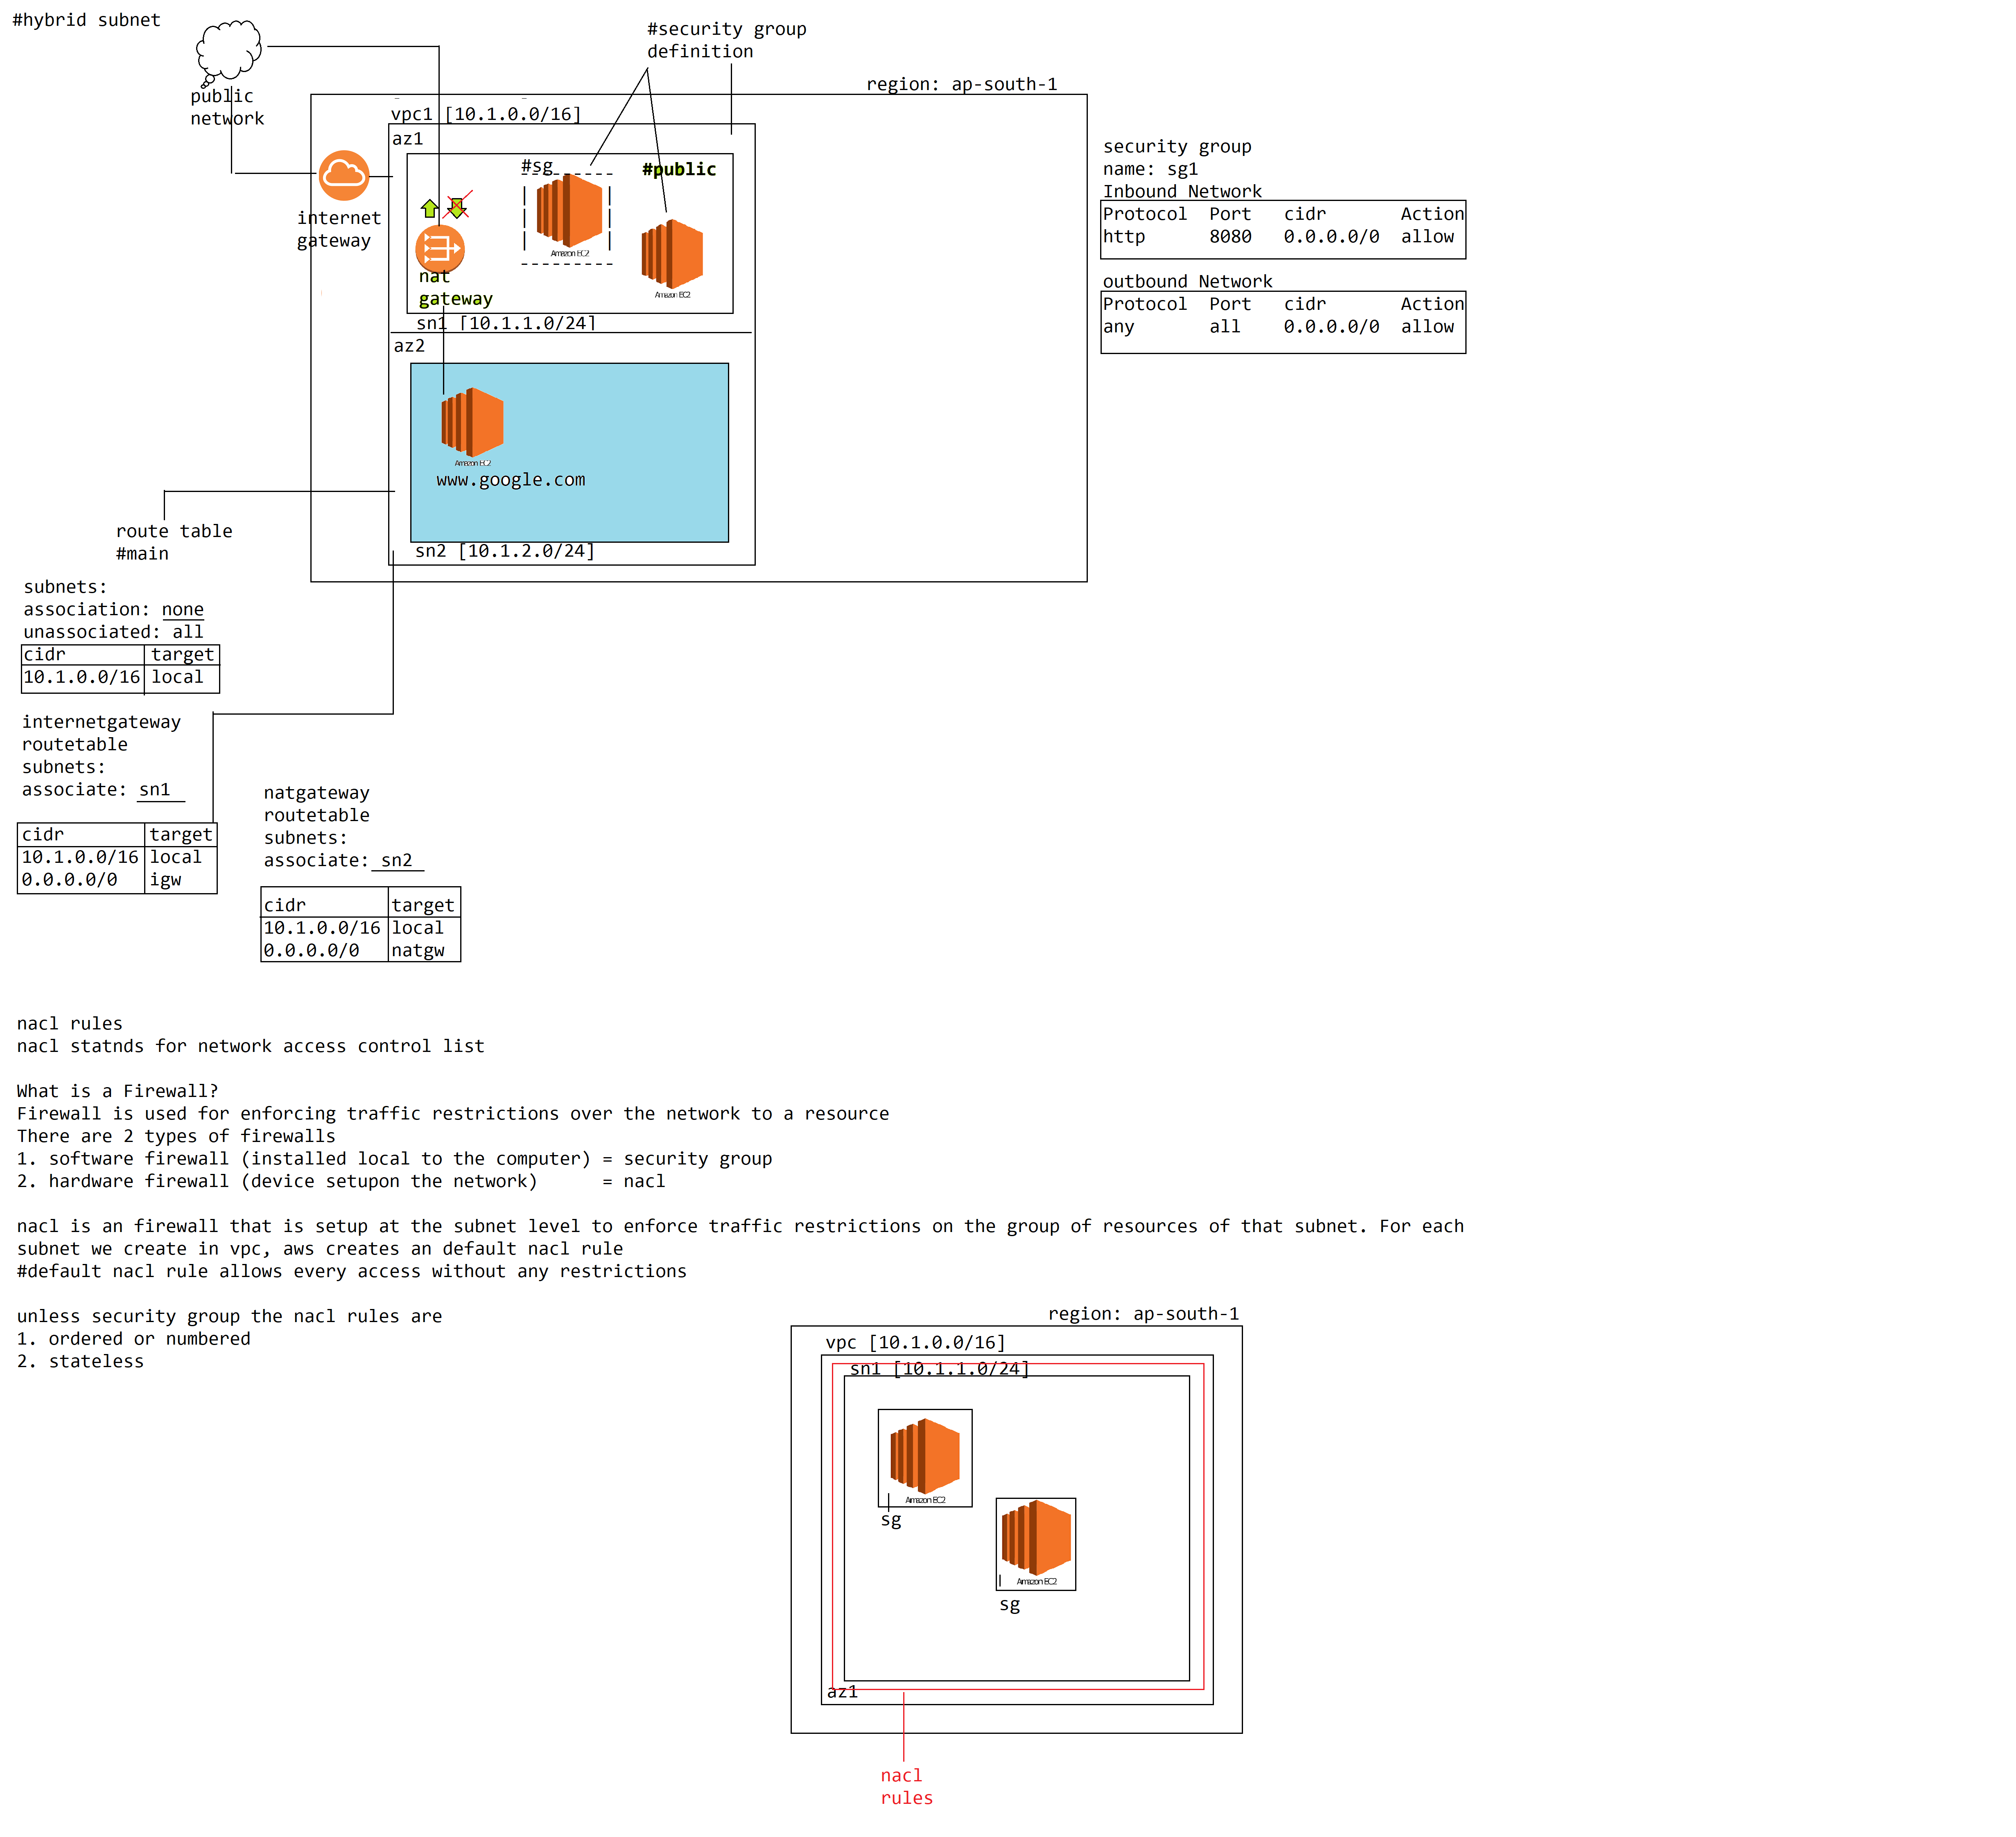 #hybrid subnet
public
network
#security group
definition
region: ap-south-1
vpc1 [10.1.0.0/16]
az1
#sg
#public
internet
gateway
Amazon EC2
Amazon EC2
nat
gateway
sn1 [10.1.1.0/24]
az2
Amazon EC2
www.google.com
sn2 [10.1.2.0/24]
security group
name: sg1
Inbound Network
Protocol Port cidr Action
http 8080 0.0.0.0/0 allow
outbound Network
Protocol Port cidr Action
any all 0.0.0.0/0 allow
route table
#main
subnets:
association: none
unassociated: all
cidr target
10.1.0.0/16 local
internetgateway
routetable
subnets:
associate: sn1
cidr target
10.1.0.0/16 local
0.0.0.0/0 igw
natgateway
routetable
subnets:
associate: sn2
cidr target
10.1.0.0/16 local
0.0.0.0/0 natgw
nacl rules
nacl statnds for network access control list
What is a Firewall?
Firewall is used for enforcing traffic restrictions over the network to a resource
There are 2 types of firewalls
1. software firewall (installed local to the computer) = security group
2. hardware firewall (device setupon the network) = nacl
nacl is an firewall that is setup at the subnet level to enforce traffic restrictions on the group of resources of that subnet. For each
subnet we create in vpc, aws creates an default nacl rule
#default nacl rule allows every access without any restrictions
unless security group the nacl rules are
1. ordered or numbered
2. stateless
region: ap-south-1
vpc [10.1.0.0/16]
sn1 [10.1.1.0/24]
Amazon EC2
sg
Amazon EC2
sg
az1
nacl
rules